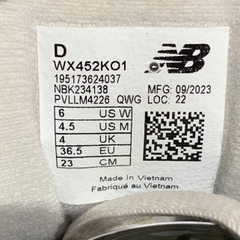 D
WX452KO1
195173624037
NBK234138 MFG: 09/2023
PVLLM4226 QWG LOC: 22
NB
6 US W
4.5 US M
4 UK
36.5 EU
23 CM
Made in Vietnam
Fabriqué au Vietnam